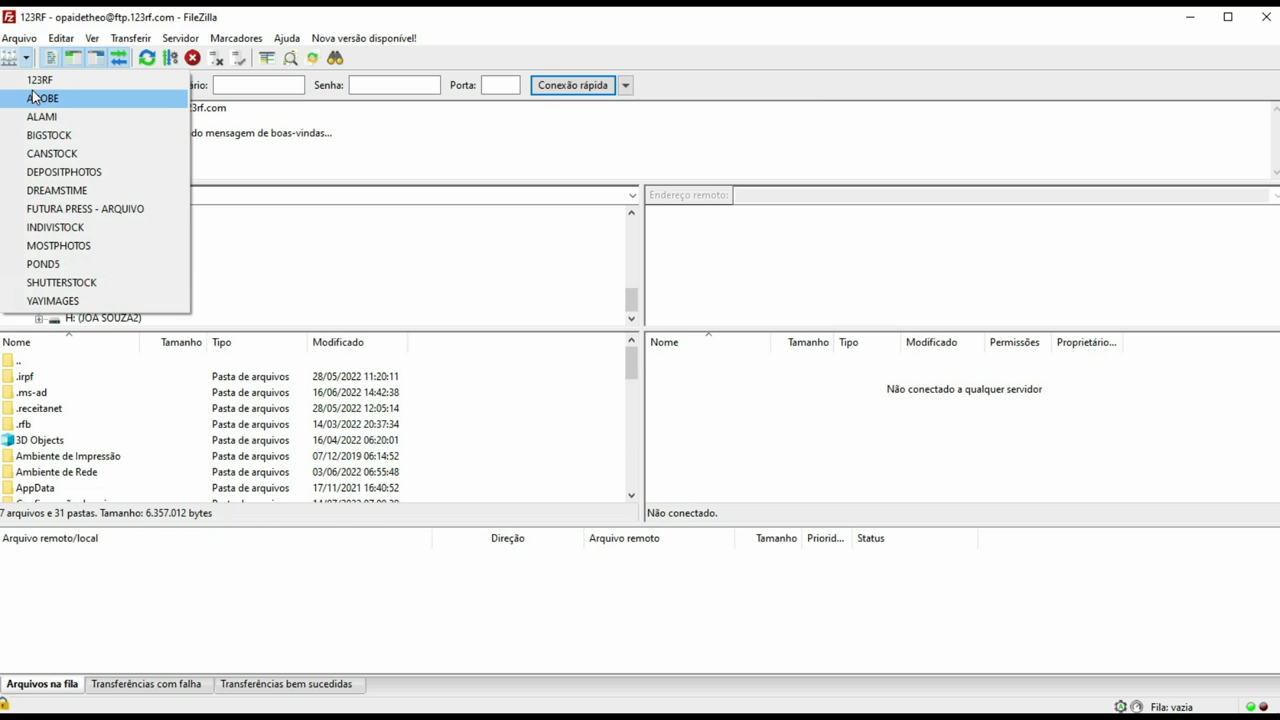 123RF - opaidetheo@ftp.123rf.com - FileZilla
Arquivo Editar Ver Transferir Servidor Marcadores Ajuda Nova versão disponível!
ário: Senha: Porta: Conexão rápida
123RF
ADOBE
ALAMI
BIGSTOCK
CANSTOCK
DEPOSITPHOTOS
DREAMSTIME
FUTURA PRESS - ARQUIVO
INDIVISTOCK
MOSTPHOTOS
POND5
SHUTTERSTOCK
YAYIMAGES
3rf.com
do mensagem de boas-vindas...
Endereço remoto:
H: (JOA SOUZA2)
Nome Tamanho Tipo Modificado
..
.irpf Pasta de arquivos 28/05/2022 11:20:11
.ms-ad Pasta de arquivos 16/06/2022 14:42:38
.receitanet Pasta de arquivos 28/05/2022 12:05:14
.rfb Pasta de arquivos 14/03/2022 20:37:34
3D Objects Pasta de arquivos 16/04/2022 06:20:01
Ambiente de Impressão Pasta de arquivos 07/12/2019 06:14:52
Ambiente de Rede Pasta de arquivos 03/06/2022 06:55:48
AppData Pasta de arquivos 17/11/2021 16:40:52
7 arquivos e 31 pastas. Tamanho: 6.357.012 bytes
Nome Tamanho Tipo Modificado Permissões Proprietário...
Não conectado a qualquer servidor
Não conectado.
Arquivo remoto/local Direção Arquivo remoto Tamanho Priorid... Status
Arquivos na fila Transferências com falha Transferências bem sucedidas
Fila: vazia